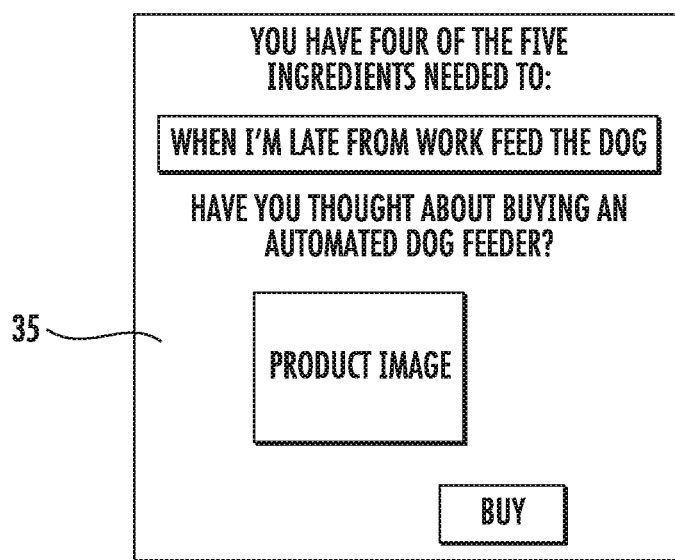 YOU HAVE FOUR OF THE FIVE
INGREDIENTS NEEDED TO:
WHEN I'M LATE FROM WORK FEED THE DOG
HAVE YOU THOUGHT ABOUT BUYING AN
AUTOMATED DOG FEEDER?
35
PRODUCT IMAGE
BUY